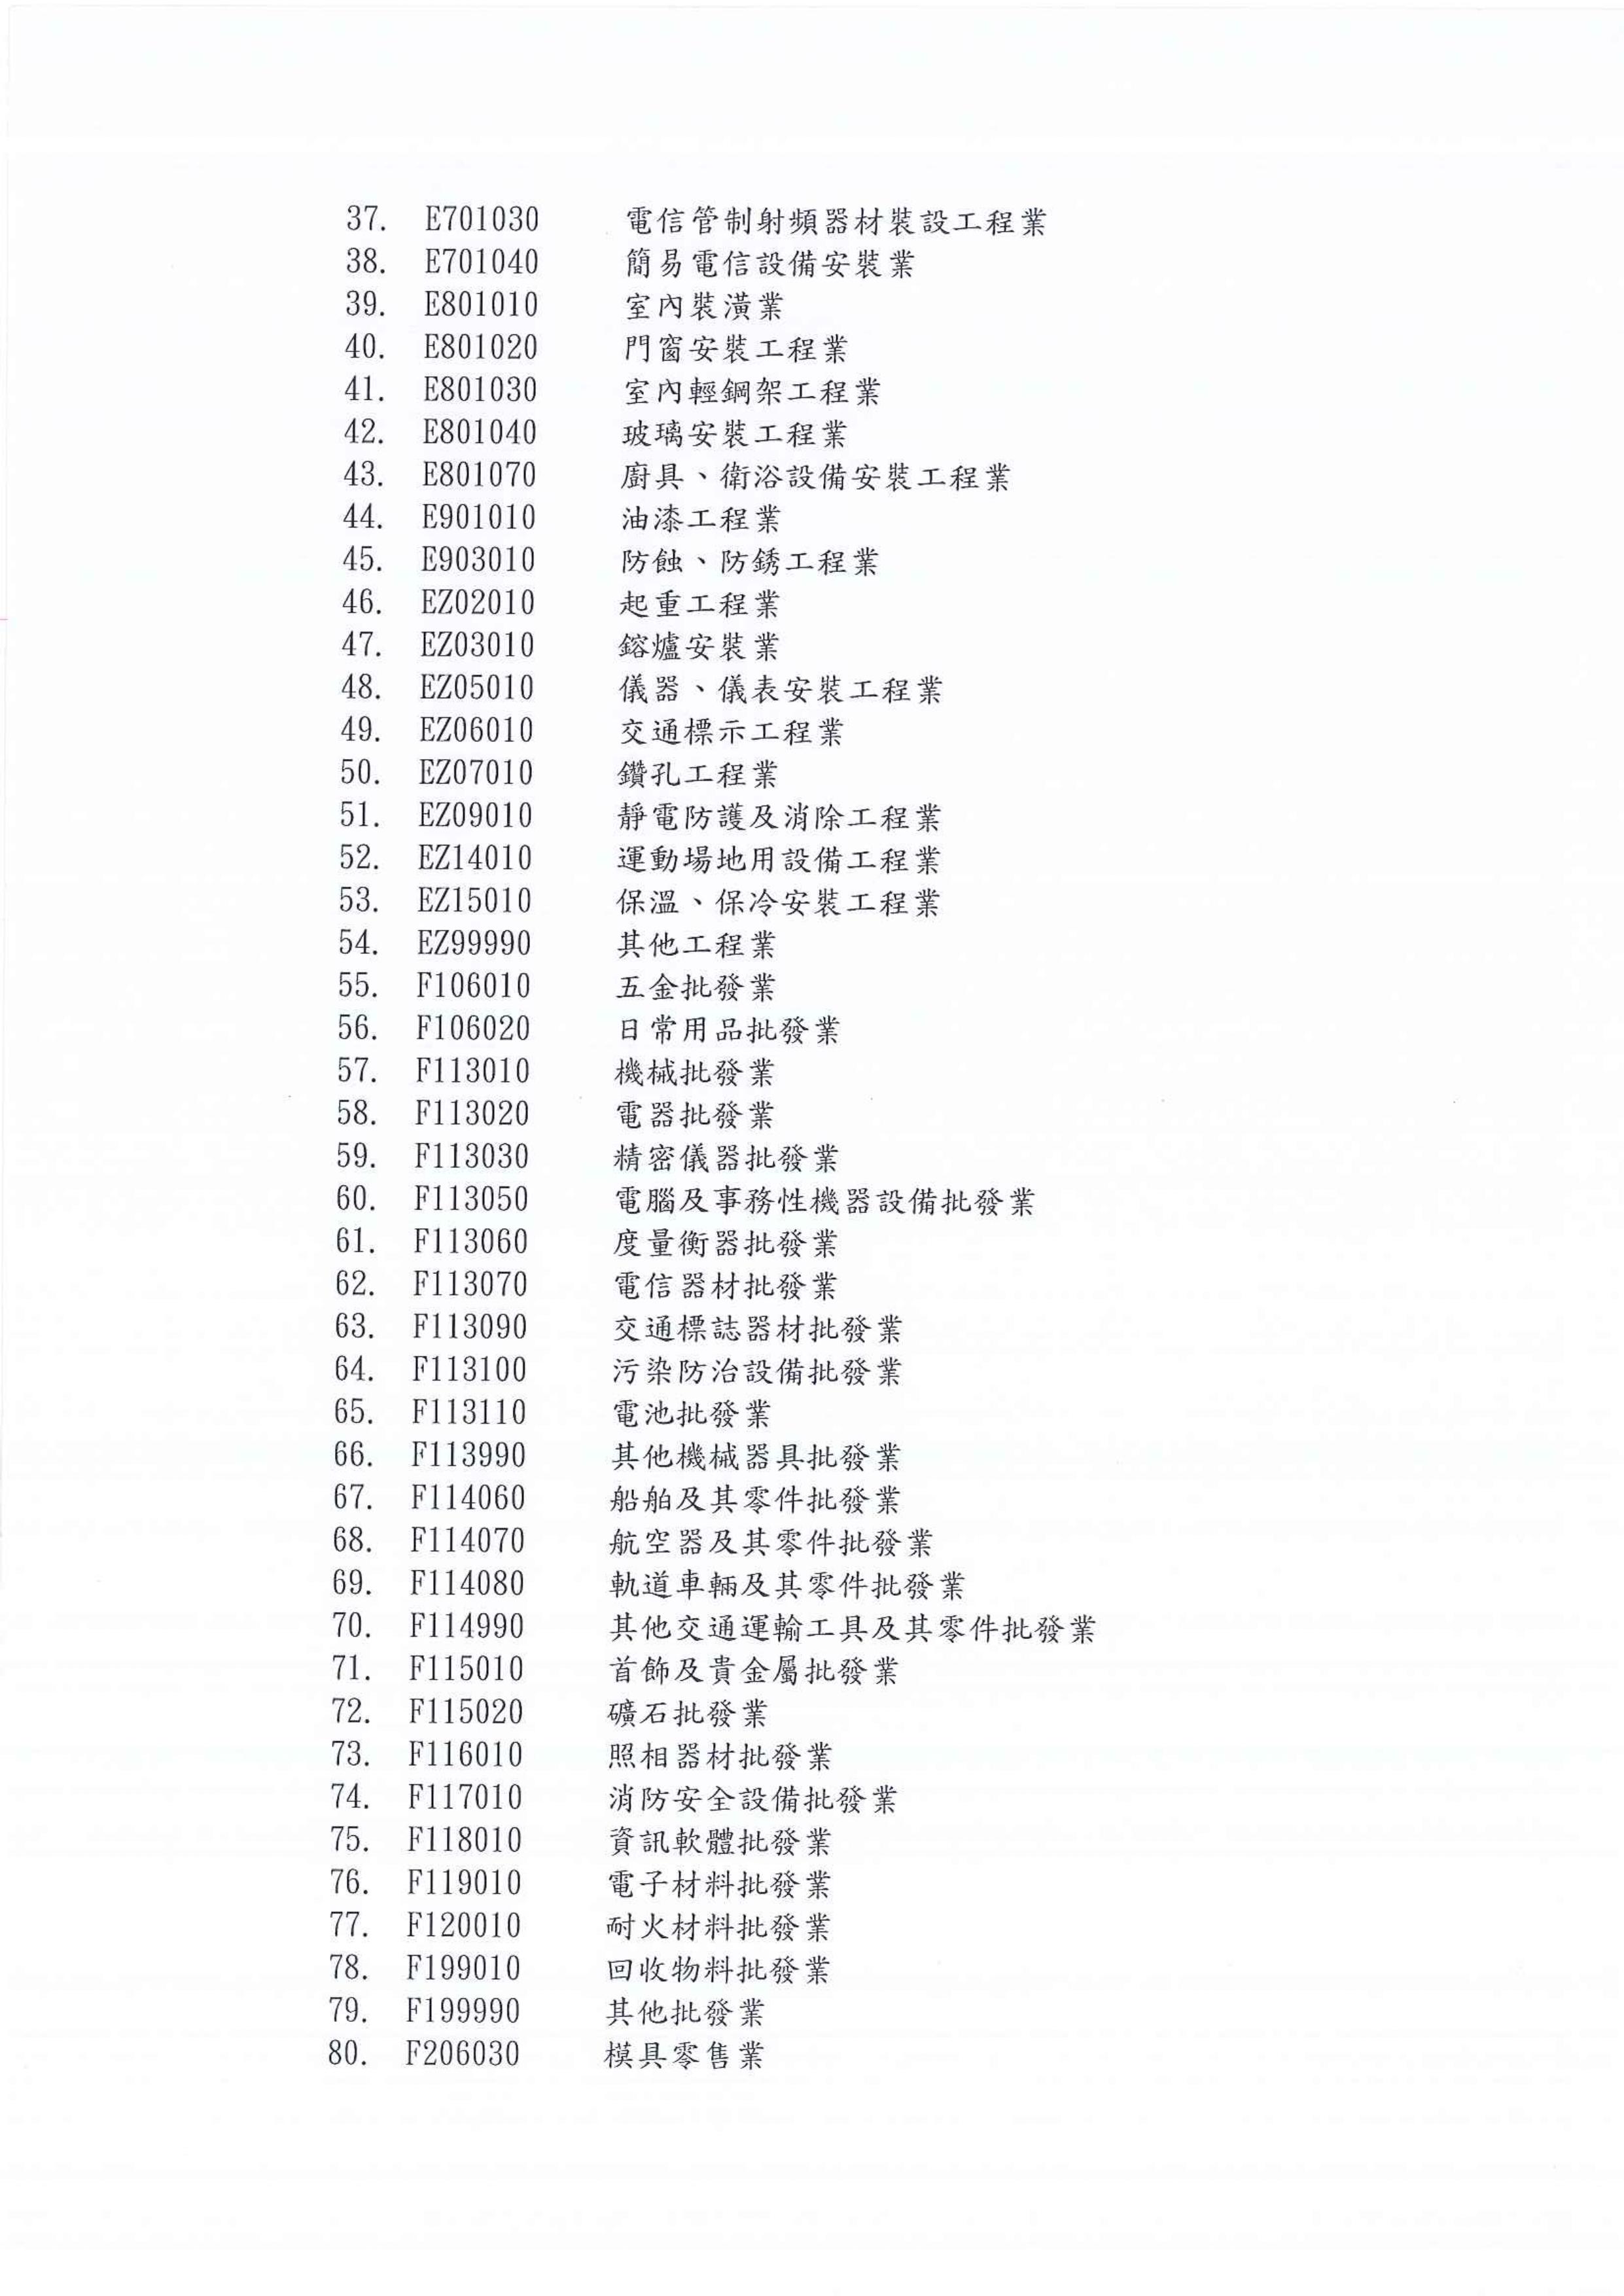 37. E701030 電信管制射頻器材裝設工程業
38. E701040 簡易電信設備安裝業
39. E801010 室內裝潢業
40. E801020 門窗安裝工程業
41. E801030 室內輕鋼架工程業
42. E801040 玻璃安裝工程業
43. E801070 廚具、衛浴設備安裝工程業
44. E901010 油漆工程業
45. E903010 防蝕、防銹工程業
46. EZ02010 起重工程業
47. EZ03010 鎔爐安裝業
48. EZ05010 儀器、儀表安裝工程業
49. EZ06010 交通標示工程業
50. EZ07010 鑽孔工程業
51. EZ09010 靜電防護及消除工程業
52. EZ14010 運動場地用設備工程業
53. EZ15010 保溫、保冷安裝工程業
54. EZ99990 其他工程業
55. F106010 五金批發業
56. F106020 日常用品批發業
57. F113010 機械批發業
58. F113020 電器批發業
59. F113030 精密儀器批發業
60. F113050 電腦及事務性機器設備批發業
61. F113060 度量衡器批發業
62. F113070 電信器材批發業
63. F113090 交通標誌器材批發業
64. F113100 污染防治設備批發業
65. F113110 電池批發業
66. F113990 其他機械器具批發業
67. F114060 船舶及其零件批發業
68. F114070 航空器及其零件批發業
69. F114080 軌道車輛及其零件批發業
70. F114990 其他交通運輸工具及其零件批發業
71. F115010 首飾及貴金屬批發業
72. F115020 礦石批發業
73. F116010 照相器材批發業
74. F117010 消防安全設備批發業
75. F118010 資訊軟體批發業
76. F119010 電子材料批發業
77. F120010 耐火材料批發業
78. F199010 回收物料批發業
79. F199990 其他批發業
80. F206030 模具零售業